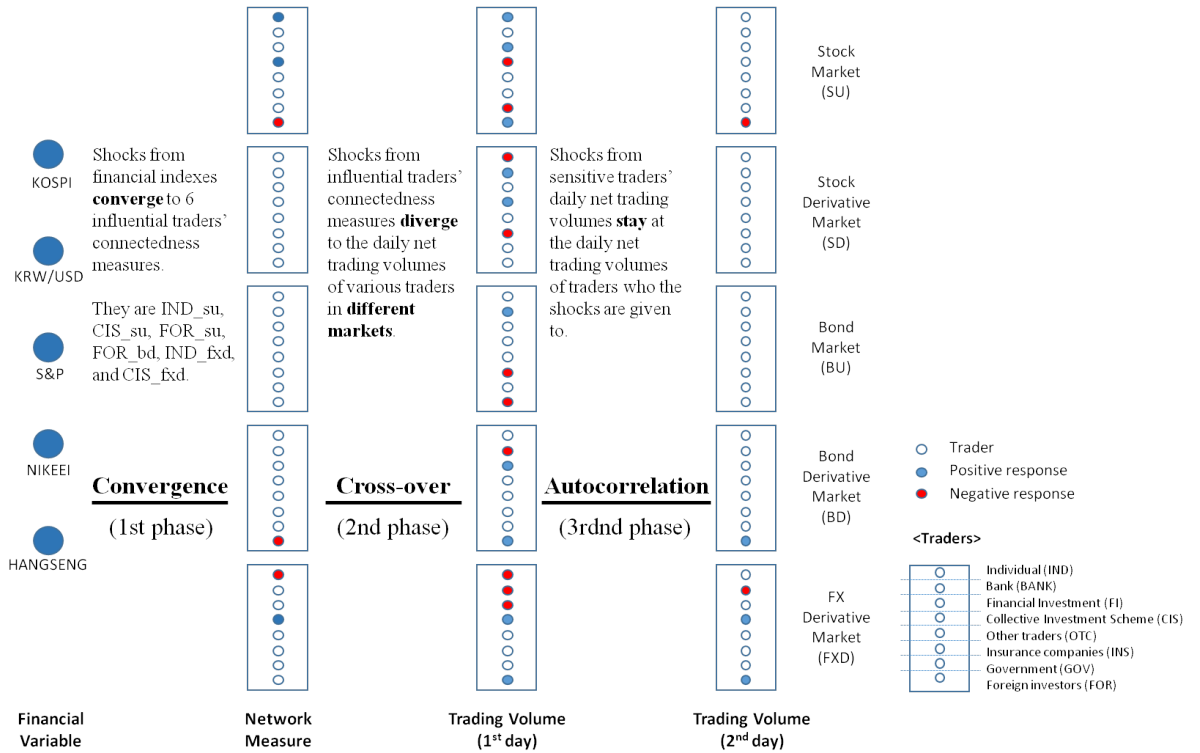 KOSPI
KRW/USD
S&P
NIKEEI
HANGSENG
Financial
Variable
Shocks from
financial indexes
converge to 6
influential traders'
connectedness
measures.
They are IND_su,
CIS_su, FOR_su,
FOR_bd, IND_fxd,
and CIS_fxd.
Convergence
(1st phase)
Network
Measure
Shocks from
influential traders'
connectedness
measures diverge
to the daily net
trading volumes
of various traders
in different
markets.
Cross-over
(2nd phase)
Trading Volume
(1st day)
Shocks from
sensitive traders'
daily net trading
volumes stay at
the daily net
trading volumes
of traders who the
shocks are given
to.
Autocorrelation
(3rdnd phase)
Trading Volume
(2nd day)
Stock
Market
(SU)
Stock
Derivative
Market
(SD)
Bond
Market
(BU)
Bond
Derivative
Market
(BD)
FX
Derivative
Market
(FXD)
Trader
Positive response
Negative response
<Traders>
Individual (IND)
Bank (BANK)
Financial Investment (FI)
Collective Investment Scheme (CIS)
Other traders (OTC)
Insurance companies (INS)
Government (GOV)
Foreign investors (FOR)